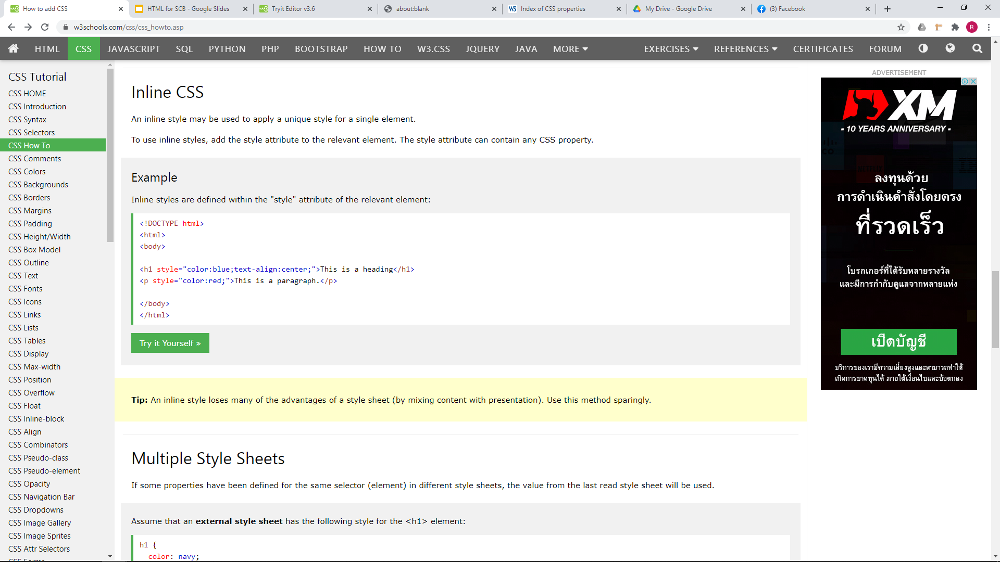 How to add CSS
HTML for SCB - Google Slides
Tryit Editor v3.6
about:blank
W3 Index of CSS properties
My Drive - Google Drive
(3) Facebook
w3schools.com/css/css_howto.asp
R
HTML CSS JAVASCRIPT SQL PYTHON PHP BOOTSTRAP HOW TO W3.CSS JQUERY JAVA MORE EXERCISES REFERENCES CERTIFICATES FORUM
CSS Tutorial
CSS HOME
CSS Introduction
CSS Syntax
CSS Selectors
CSS How To
CSS Comments
CSS Colors
CSS Backgrounds
CSS Borders
CSS Margins
CSS Padding
CSS Height/Width
CSS Box Model
CSS Outline
CSS Text
CSS Fonts
CSS Icons
CSS Links
CSS Lists
CSS Tables
CSS Display
CSS Max-width
CSS Position
CSS Overflow
CSS Float
CSS Inline-block
CSS Align
CSS Combinators
CSS Pseudo-class
CSS Pseudo-element
CSS Opacity
CSS Navigation Bar
CSS Dropdowns
CSS Image Gallery
CSS Image Sprites
CSS Attr Selectors
Inline CSS
An inline style may be used to apply a unique style for a single element.
To use inline styles, add the style attribute to the relevant element. The style attribute can contain any CSS property.
Example
Inline styles are defined within the "style" attribute of the relevant element:
<!DOCTYPE html>
<html>
<body>
<h1 style="color:blue;text-align:center;">This is a heading</h1>
<p style="color:red;">This is a paragraph.</p>
</body>
</html>
Try it Yourself »
Tip: An inline style loses many of the advantages of a style sheet (by mixing content with presentation). Use this method sparingly.
Multiple Style Sheets
If some properties have been defined for the same selector (element) in different style sheets, the value from the last read style sheet will be used.
Assume that an external style sheet has the following style for the <h1> element:
h1 {
color: navy;
ADVERTISEMENT
XM
- 10 YEARS ANNIVERSARY -
ลงทุนด้วย
การดำเนินคำสั่งโดยตรง
ที่รวดเร็ว
โบรกเกอร์ที่ได้รับหลายรางวัล
และมีการกำกับดูแลจากหลายแห่ง
เปิดบัญชี
บริการของเรามีความเสี่ยงสูงและสามารถทำให้
เกิดการขาดทุนได้ ภายใต้เงื่อนไขและข้อตกลง